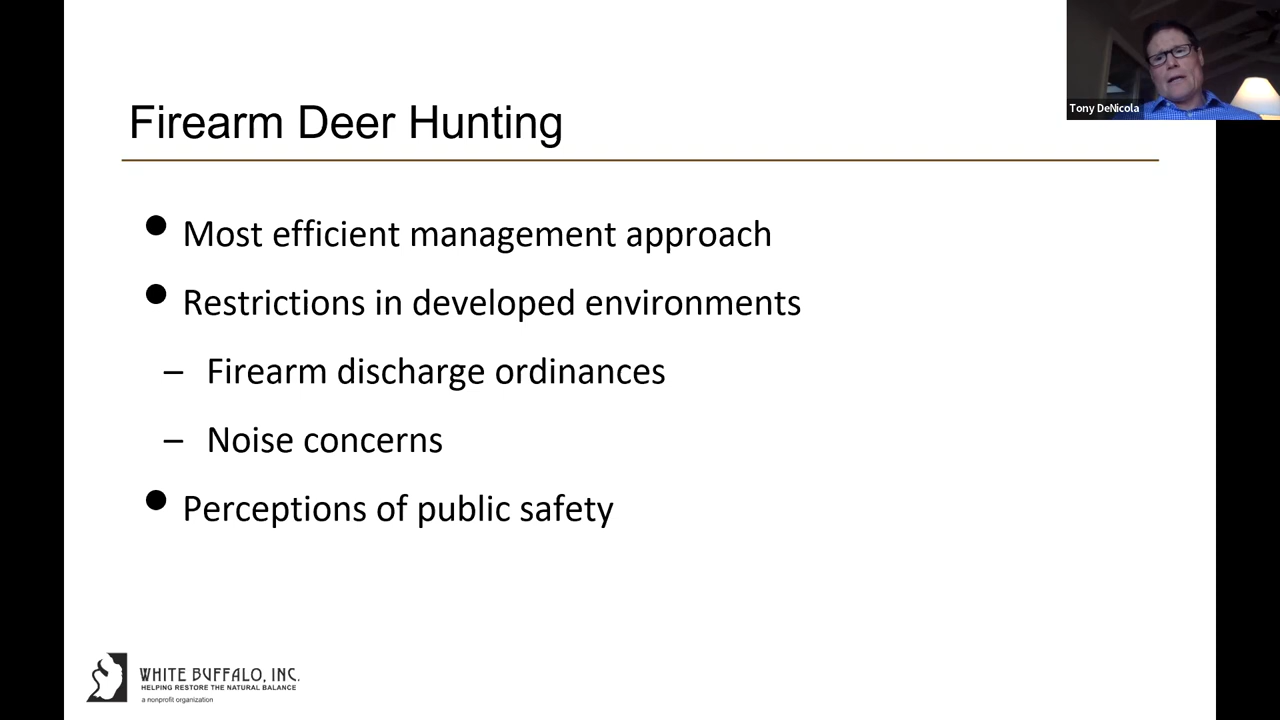 Tony DeNicola
Firearm Deer Hunting
• Most efficient management approach
• Restrictions in developed environments
– Firearm discharge ordinances
– Noise concerns
• Perceptions of public safety
WHITE BUFFALO, INC.
HELPING RESTORE THE NATURAL BALANCE
a nonprofit organization